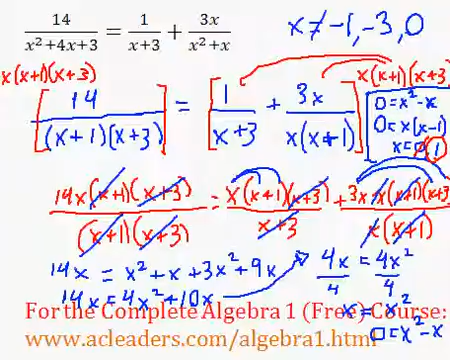 14/(x²+4x+3) = 1/(x+3) + 3x/(x²+x)
x ≠ -1, -3, 0
x(x+1)(x+3) [14/((x+1)(x+3))] = [1/(x+3) + 3x/(x(x+1))] x(x+1)(x+3)
0=x²-x
0=x(x-1)
x=0,1
14x(x+1)(x+3)/((x+1)(x+3)) = x(x+1)(x+3)/(x+3) + 3x·x(x+1)(x+3)/(x(x+1))
14x = x²+x+3x²+9x
14x = 4x²+10x
4x/4 = 4x²/4
x = x²
0=x²-x
For the Complete Algebra 1 (Free) Course:
www.acleaders.com/algebra1.html